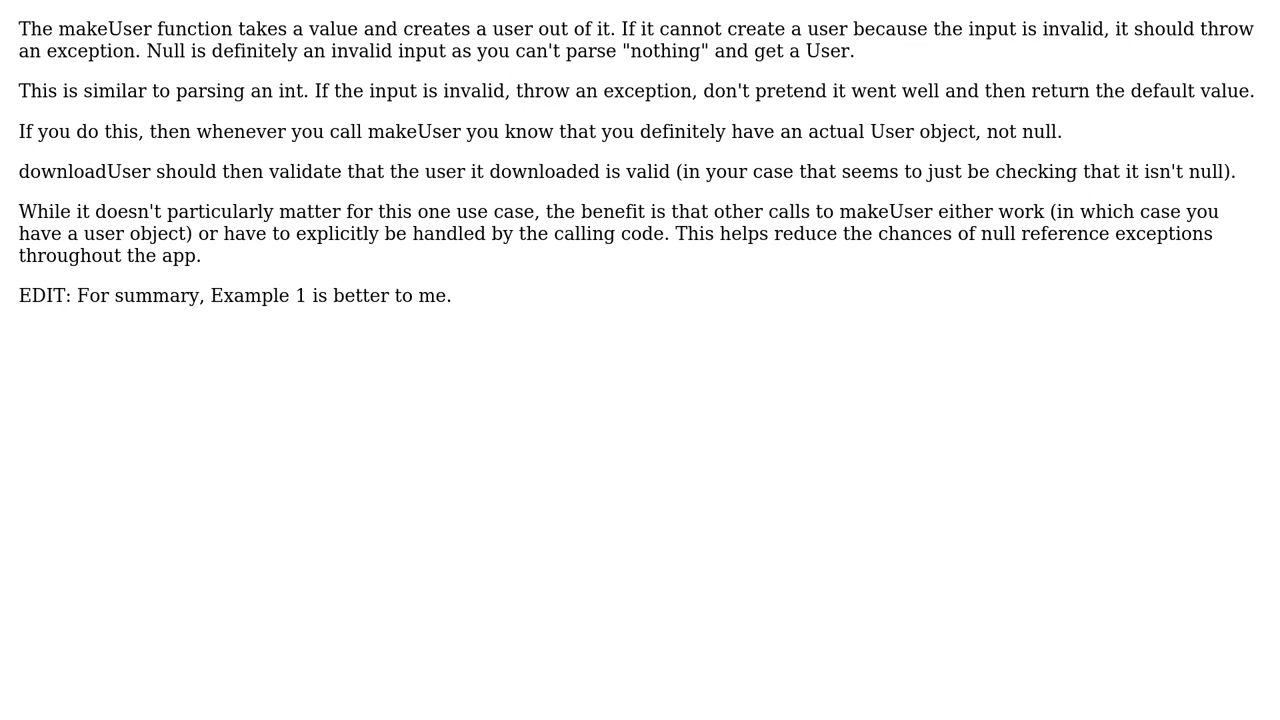 The makeUser function takes a value and creates a user out of it. If it cannot create a user because the input is invalid, it should throw
an exception. Null is definitely an invalid input as you can't parse "nothing" and get a User.
This is similar to parsing an int. If the input is invalid, throw an exception, don't pretend it went well and then return the default value.
If you do this, then whenever you call makeUser you know that you definitely have an actual User object, not null.
downloadUser should then validate that the user it downloaded is valid (in your case that seems to just be checking that it isn't null).
While it doesn't particularly matter for this one use case, the benefit is that other calls to makeUser either work (in which case you
have a user object) or have to explicitly be handled by the calling code. This helps reduce the chances of null reference exceptions
throughout the app.
EDIT: For summary, Example 1 is better to me.